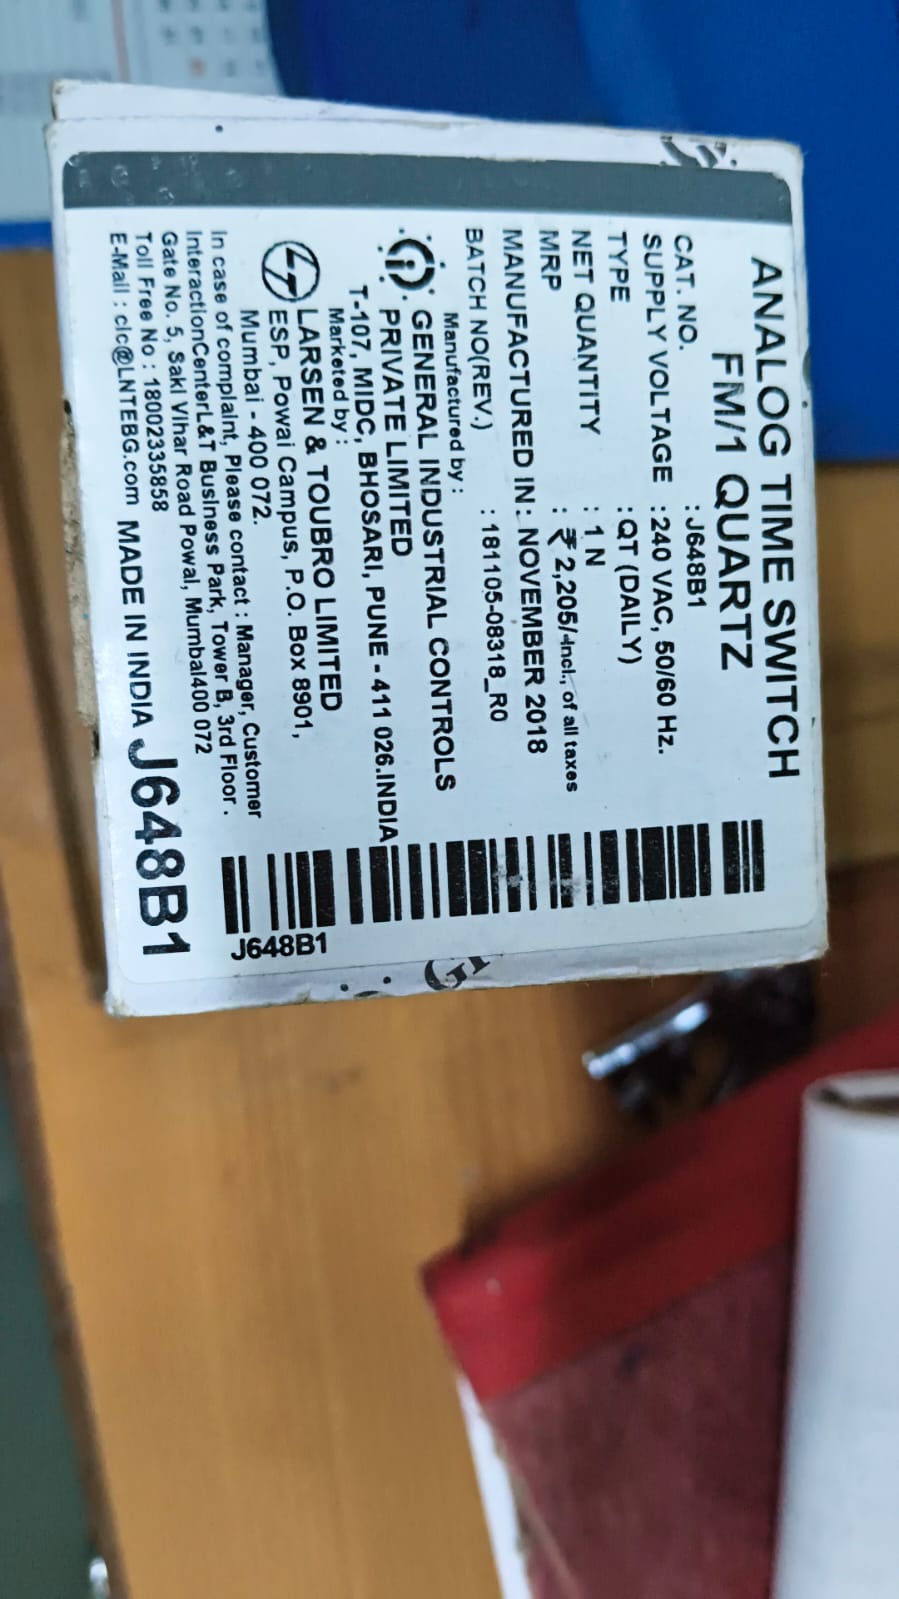 ANALOG TIME SWITCH
FM/1 QUARTZ
CAT. NO. : J648B1
SUPPLY VOLTAGE : 240 VAC, 50/60 Hz.
TYPE : QT (DAILY)
NET QUANTITY : 1 N
MRP : ₹ 2,205/-Incl., of all taxes
MANUFACTURED IN : NOVEMBER 2018
BATCH NO(REV.) : 181105-08318_R0
Manufactured by :
GENERAL INDUSTRIAL CONTROLS
PRIVATE LIMITED
T-107, MIDC, BHOSARI, PUNE - 411 026.INDIA
Marketed by :
LARSEN & TOUBRO LIMITED
ESP, Powai Campus, P.O. Box 8901,
Mumbai - 400 072.
In case of complaint, Please contact : Manager, Customer
InteractionCenterL&T Business Park, Tower B, 3rd Floor .
Gate No. 5, Saki Vihar Road Powai, Mumbai400 072
Toll Free No : 18002335858
E-Mail : cic@LNTEBG.com MADE IN INDIA J648B1
J648B1